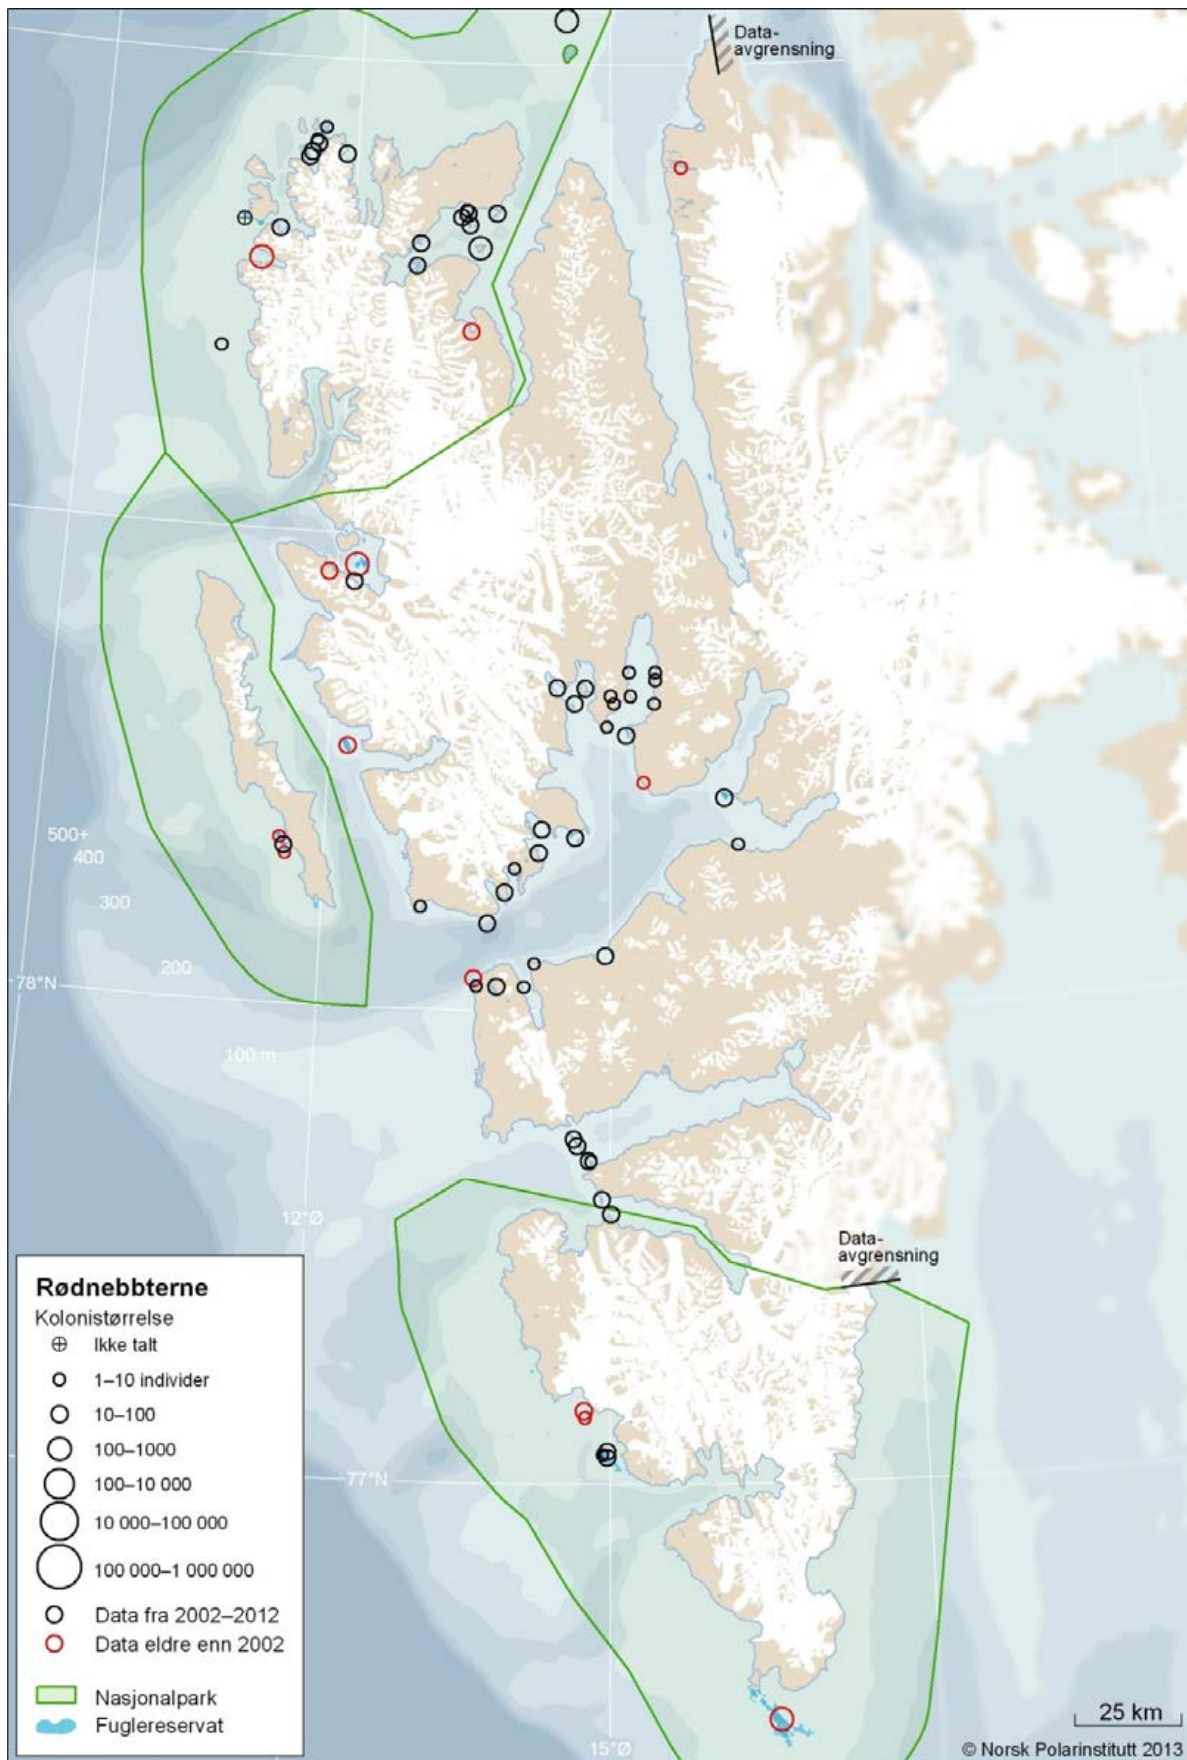 Data-
avgrensning
500+
400
300
78°N
200
100 m
12°Ø
Data-
avgrensning
77°N
15°Ø
Rødnebbterne
Kolonistørrelse
Ikke talt
1–10 individer
10–100
100–1000
100–10 000
10 000–100 000
100 000–1 000 000
Data fra 2002–2012
Data eldre enn 2002
Nasjonalpark
Fuglereservat
25 km
© Norsk Polarinstitutt 2013